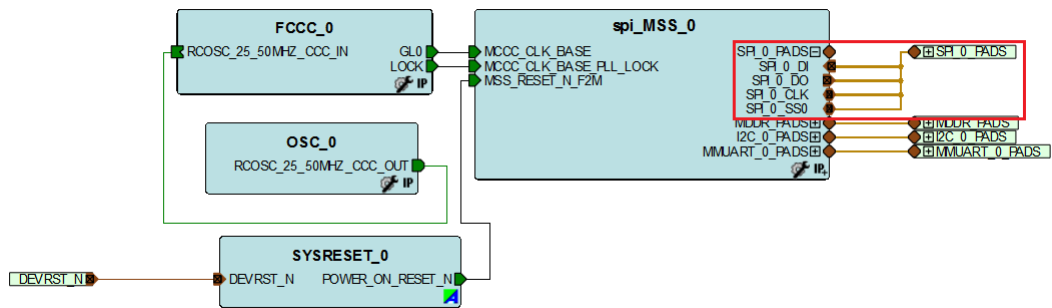 FCCC_0
RCOSC_25_50MHZ_CCC_IN
GL0
LOCK
IP
OSC_0
RCOSC_25_50MHZ_CCC_OUT
IP
SYSRESET_0
DEVRST_N
DEVRST_N
POWER_ON_RESET_N
spi_MSS_0
MCCC_CLK_BASE
MCCC_CLK_BASE_PLL_LOCK
MSS_RESET_N_F2M
SPI_0_PADS
SPI_0_DI
SPI_0_DO
SPI_0_CLK
SPI_0_SS0
MDDR_PADS
I2C_0_PADS
MMUART_0_PADS
IP
SPI_0_PADS
MDDR_PADS
I2C_0_PADS
MMUART_0_PADS